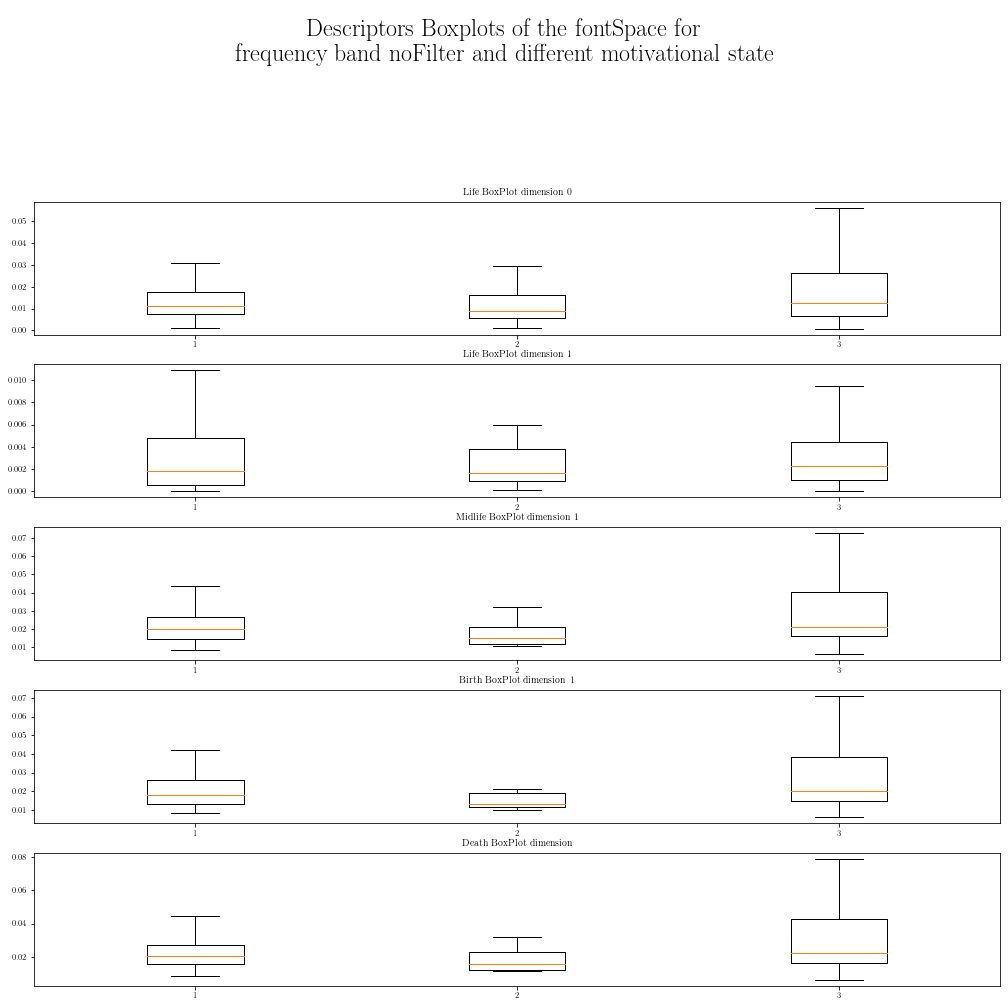 Descriptors Boxplots of the fontSpace for
frequency band noFilter and different motivational state
Life BoxPlot dimension 0
0.05
0.04
0.03
0.02
0.01
0.00
1 2 3
Life BoxPlot dimension 1
0.010
0.008
0.006
0.004
0.002
0.000
1 2 3
Midlife BoxPlot dimension 1
0.07
0.06
0.05
0.04
0.03
0.02
0.01
1 2 3
Birth BoxPlot dimension 1
0.07
0.06
0.05
0.04
0.03
0.02
0.01
1 2 3
Death BoxPlot dimension
0.08
0.06
0.04
0.02
1 2 3